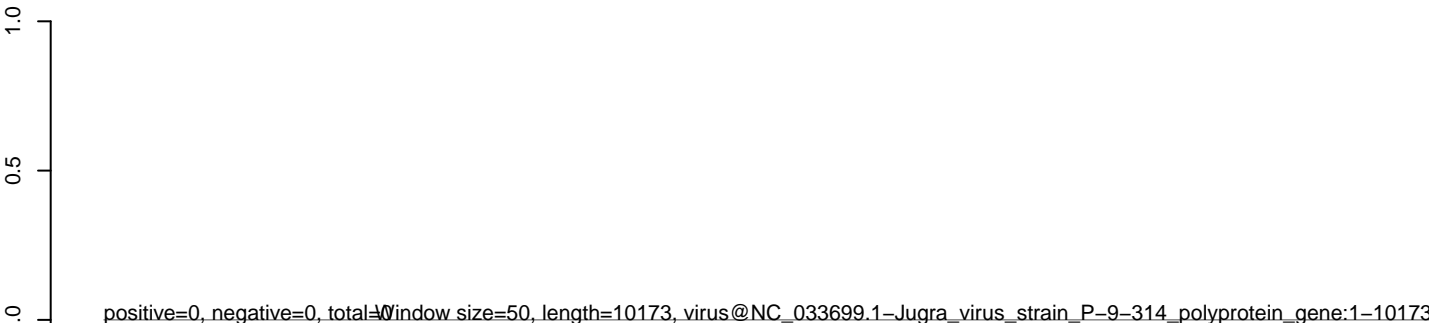 1.0
0.5
.0
positive=0, negative=0, total=0
Window size=50, length=10173, virus@NC_033699.1−Jugra_virus_strain_P−9−314_polyprotein_gene:1−10173